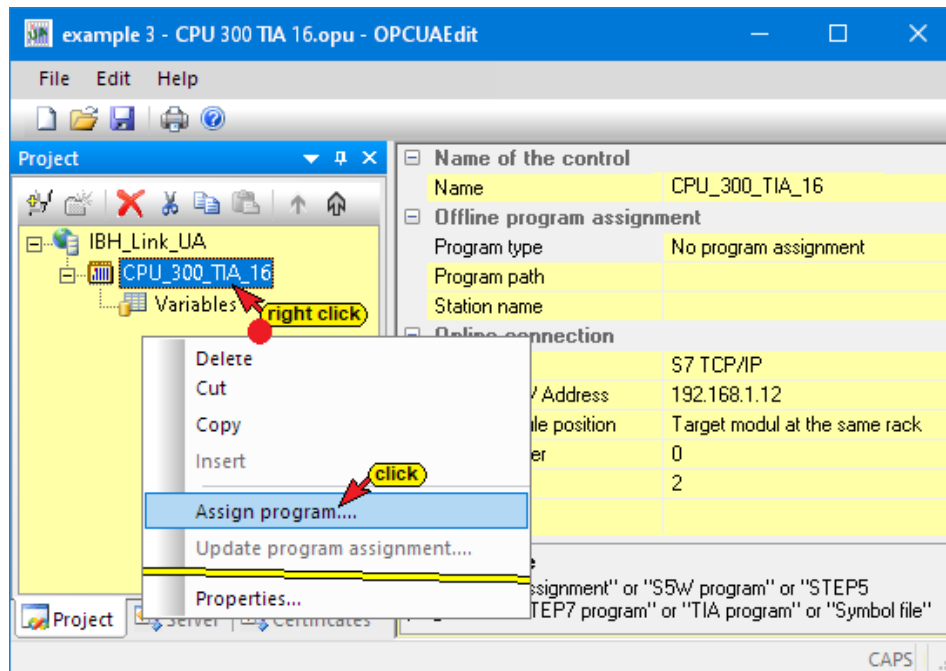 example 3 - CPU 300 TIA 16.opu - OPCUAEdit
File Edit Help
Project
IBH_Link_UA
CPU_300_TIA_16
Variables
right click
Delete
Cut
Copy
Insert
click
Assign program....
Update program assignment....
Properties...
Project Server Certificates
Name of the control
Name CPU_300_TIA_16
Offline program assignment
Program type No program assignment
Program path
Station name
Online connection
S7 TCP/IP
/ Address 192.168.1.12
position Target modul at the same rack
0
2
"S5W program" or "STEP5
program" or "TIA program" or "Symbol file"
CAPS